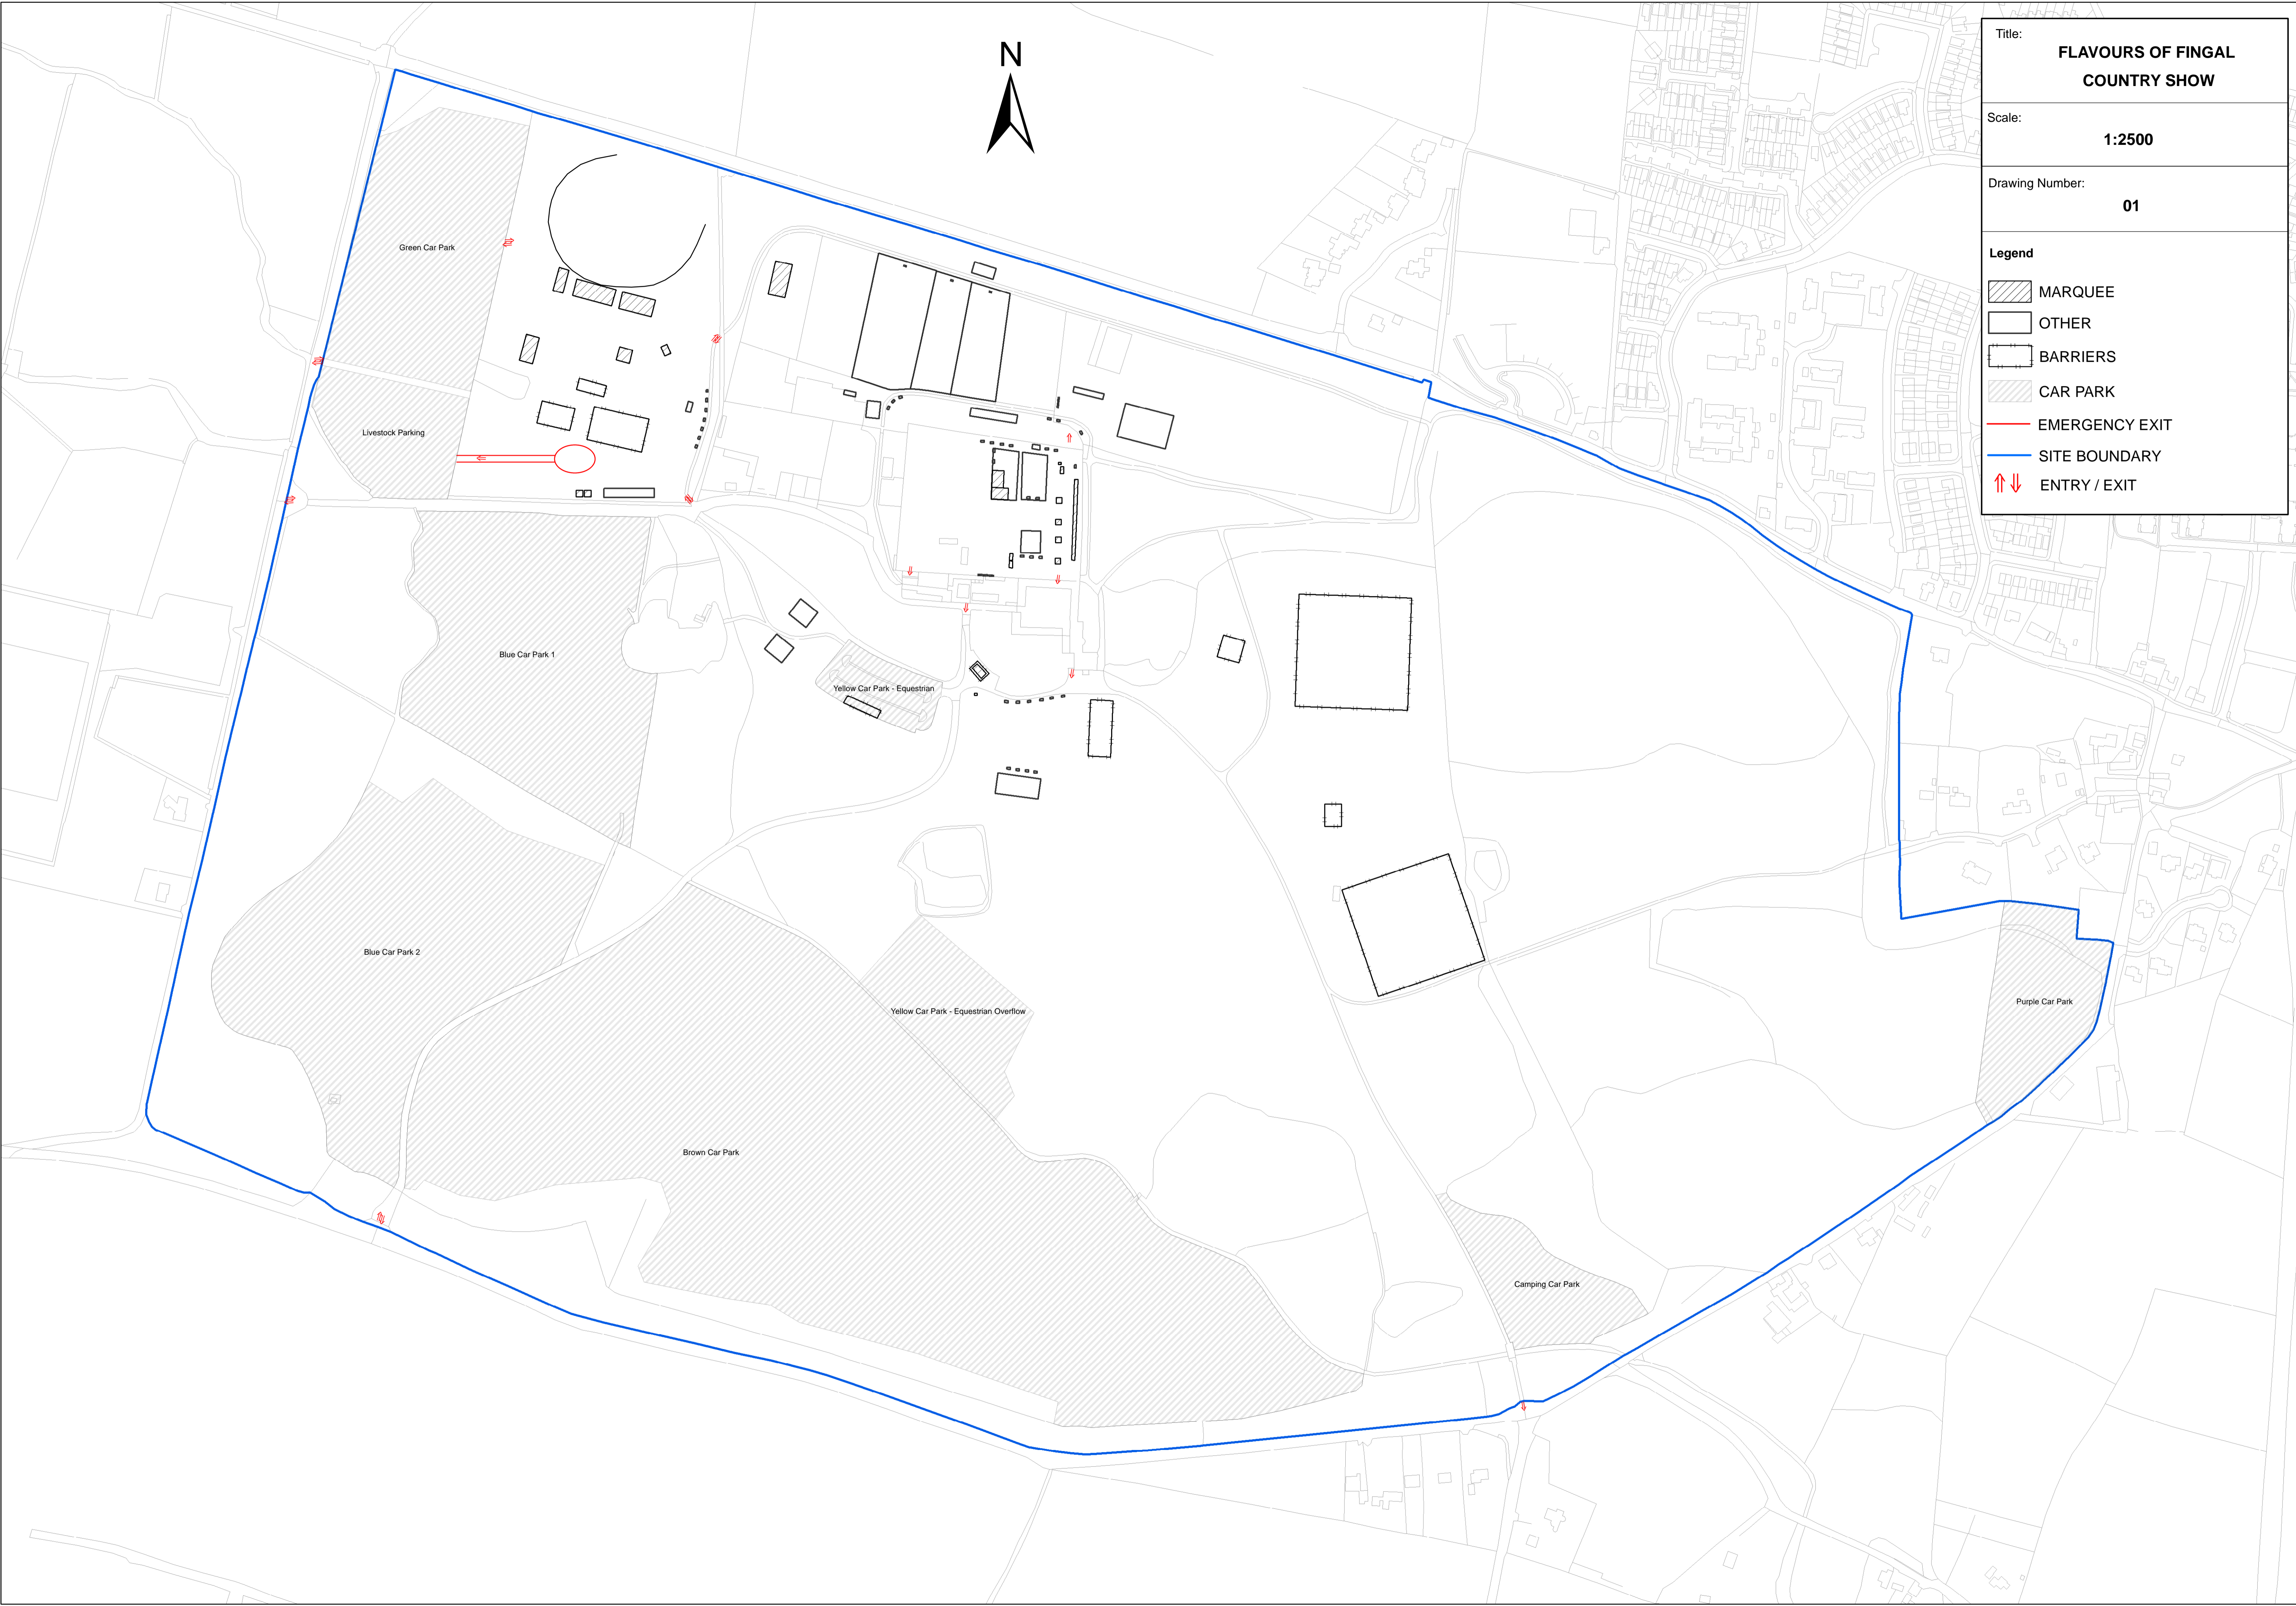 N
Title:
FLAVOURS OF FINGAL
COUNTRY SHOW
Scale:
1:2500
Drawing Number:
01
Legend
MARQUEE
OTHER
BARRIERS
CAR PARK
EMERGENCY EXIT
SITE BOUNDARY
ENTRY / EXIT
Green Car Park
Livestock Parking
Blue Car Park 1
Yellow Car Park - Equestrian
Blue Car Park 2
Yellow Car Park - Equestrian Overflow
Purple Car Park
Brown Car Park
Camping Car Park